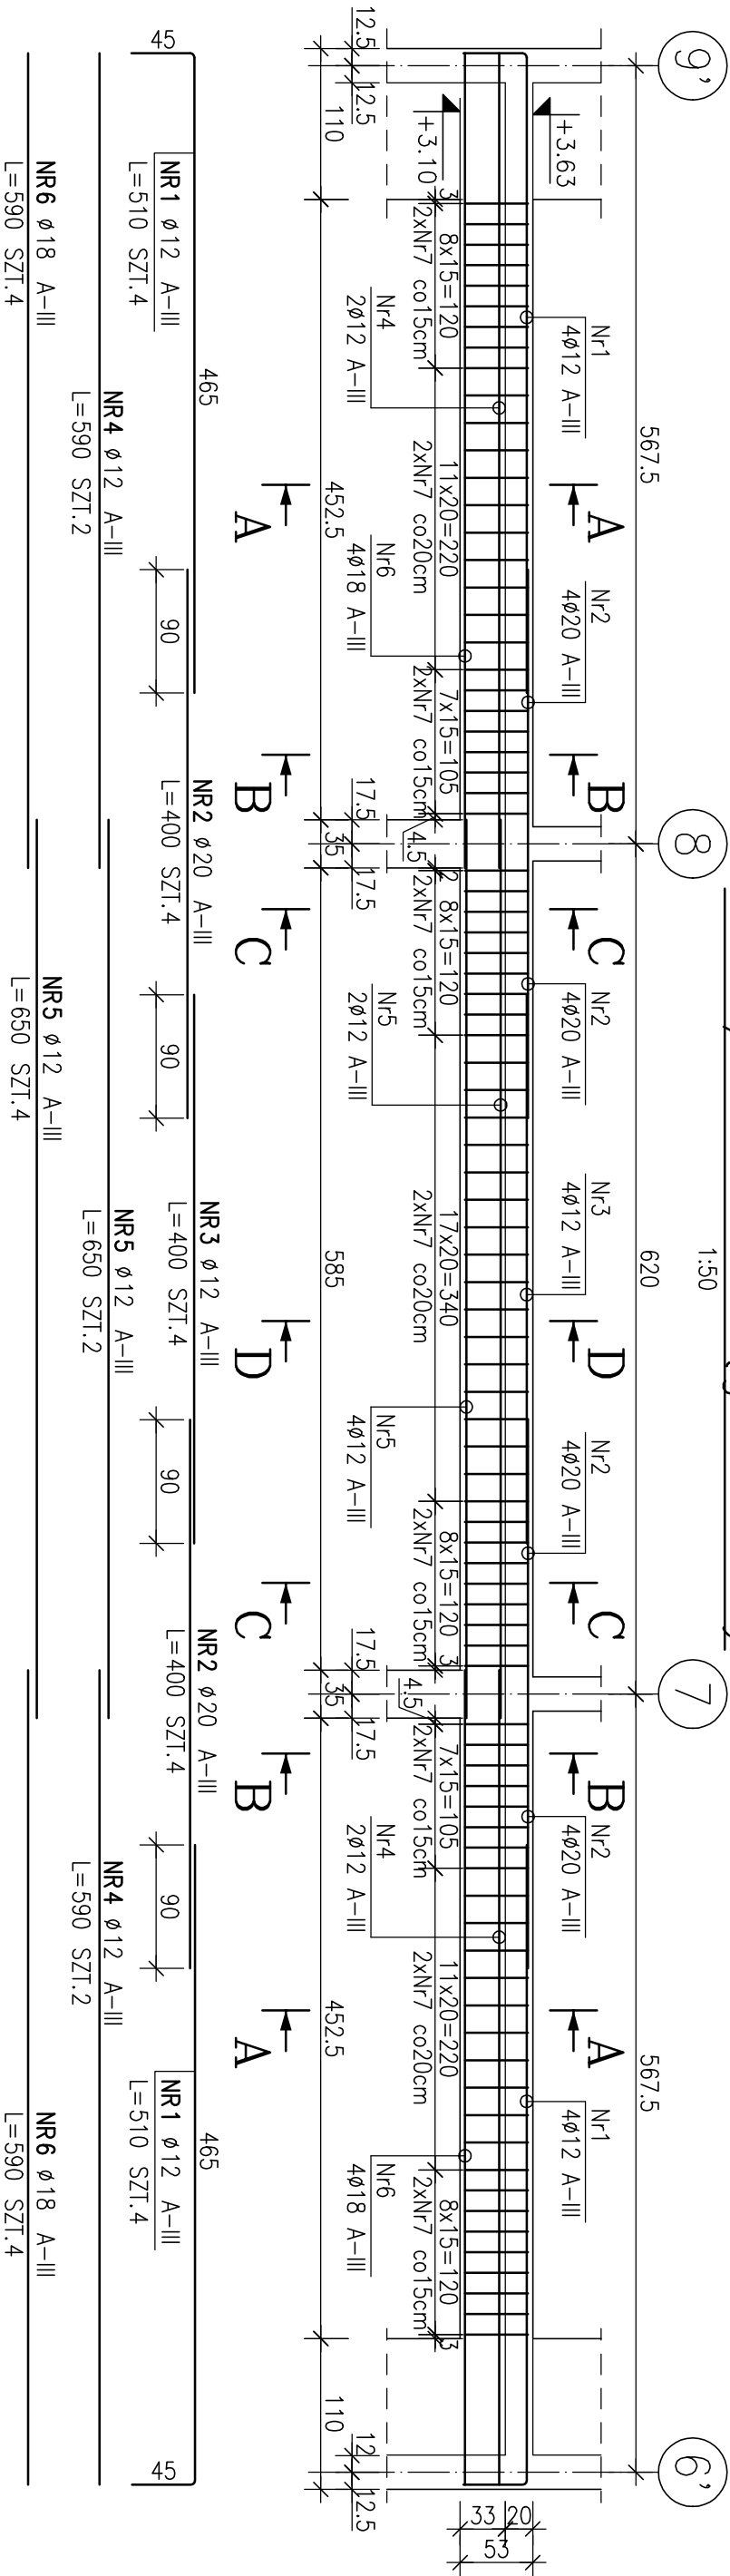 1:50
9'
8
7
6'
567.5
620
567.5
+3.63
+3.10
Nr1
4ø12 A-III
Nr2
4ø20 A-III
Nr2
4ø20 A-III
Nr3
4ø12 A-III
Nr2
4ø20 A-III
Nr2
4ø20 A-III
Nr1
4ø12 A-III
A
B
C
D
C
B
A
3
8x15=120
2xNr7 co15cm
11x20=220
2xNr7 co20cm
7x15=105
2xNr7 co15cm
4.5
2
8x15=120
2xNr7 co15cm
17x20=340
2xNr7 co20cm
8x15=120
2xNr7 co15cm
3
4.5
7x15=105
2xNr7 co15cm
11x20=220
2xNr7 co20cm
8x15=120
2xNr7 co15cm
3
20
33
53
Nr4
2ø12 A-III
Nr6
4ø18 A-III
Nr5
2ø12 A-III
Nr5
4ø12 A-III
Nr4
2ø12 A-III
Nr6
4ø18 A-III
12.5
12.5
17.5
35
17.5
17.5
35
17.5
12
12.5
110
452.5
585
452.5
110
A
B
C
D
C
B
A
45
465
90
90
90
90
465
45
NR1 ø12 A-III
L=510 SZT.4
NR2 ø20 A-III
L=400 SZT.4
NR3 ø12 A-III
L=400 SZT.4
NR2 ø20 A-III
L=400 SZT.4
NR1 ø12 A-III
L=510 SZT.4
NR4 ø12 A-III
L=590 SZT.2
NR5 ø12 A-III
L=650 SZT.2
NR4 ø12 A-III
L=590 SZT.2
NR6 ø18 A-III
L=590 SZT.4
NR5 ø12 A-III
L=650 SZT.4
NR6 ø18 A-III
L=590 SZT.4